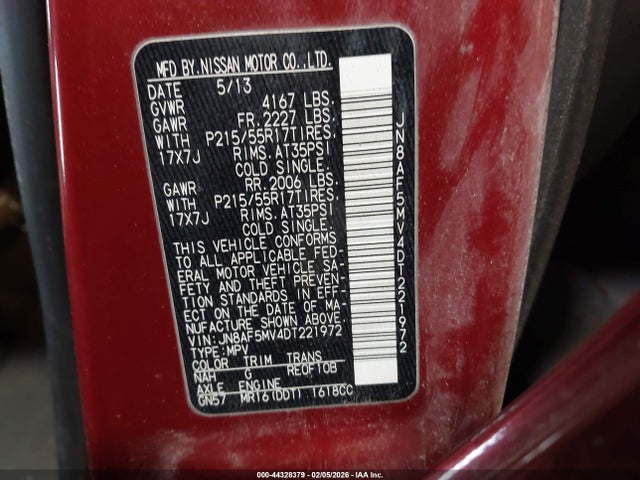 MFD BY.NISSAN MOTOR CO.,LTD.
DATE 5/13
GVWR 4167 LBS.
GAWR FR.2227 LBS.
WITH P215/55R17TIRES.
17X7J RIMS.AT35PSI
COLD SINGLE.
GAWR RR.2006 LBS.
WITH P215/55R17TIRES.
17X7J RIMS.AT35PSI
COLD SINGLE.
THIS VEHICLE CONFORMS
TO ALL APPLICABLE FED-
ERAL MOTOR VEHICLE SA-
FETY AND THEFT PREVEN-
TION STANDARDS IN EFF-
ECT ON THE DATE OF MA-
NUFACTURE SHOWN ABOVE.
VIN:JN8AF5MV4DT221972
TYPE:MPV
COLOR TRIM TRANS
NAH G RE0F10B
AXLE ENGINE
GN57 MR16(DDT) 1618CC
JN8AF5MV4DT221972
000-44328379 | 02/05/2026 - IAA Inc.